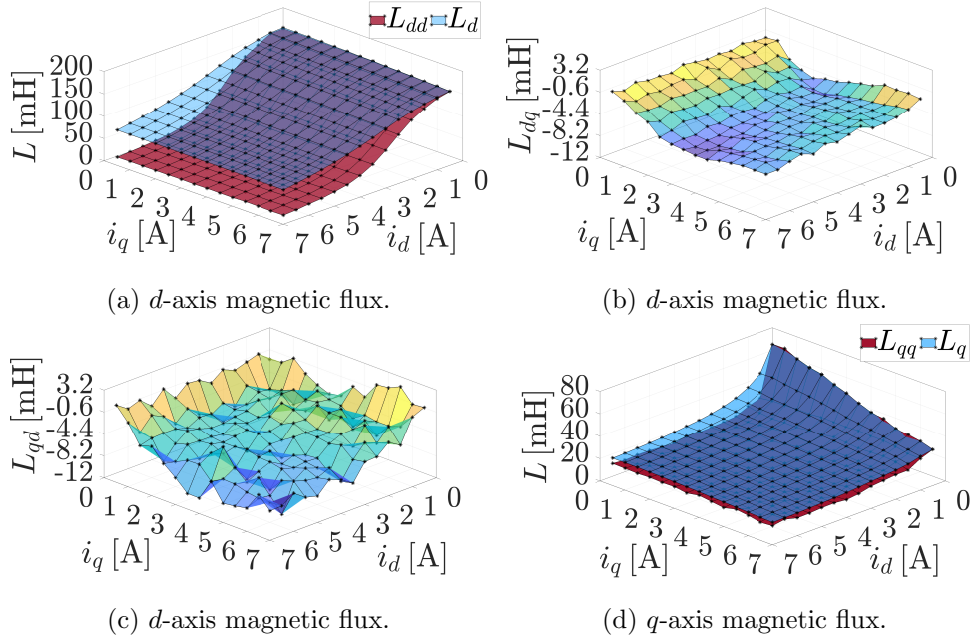 L_dd L_d
200
150
100
50
0
L [mH]
0 1 2 3 4 5 6 7
i_q [A]
7 6 5 4 3 2 1 0
i_d [A]
(a) d-axis magnetic flux.
3.2
-0.6
-4.4
-8.2
-12
L_dq [mH]
0 1 2 3 4 5 6 7
i_q [A]
7 6 5 4 3 2 1 0
i_d [A]
(b) d-axis magnetic flux.
3.2
-0.6
-4.4
-8.2
-12
L_qd [mH]
0 1 2 3 4 5 6 7
i_q [A]
7 6 5 4 3 2 1 0
i_d [A]
(c) d-axis magnetic flux.
L_qq L_q
80
60
40
20
0
L [mH]
0 1 2 3 4 5 6 7
i_q [A]
7 6 5 4 3 2 1 0
i_d [A]
(d) q-axis magnetic flux.